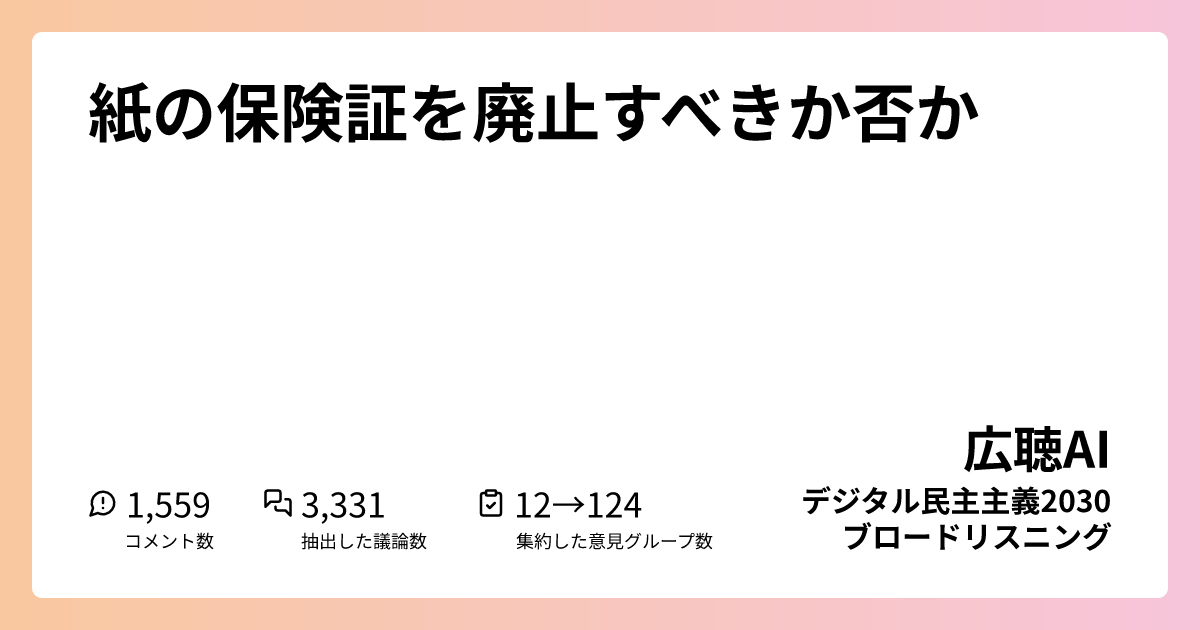 紙の保険証を廃止すべきか否か
広聴AI
デジタル民主主義2030
ブロードリスニング
1,559
コメント数
3,331
抽出した議論数
12→124
集約した意見グループ数